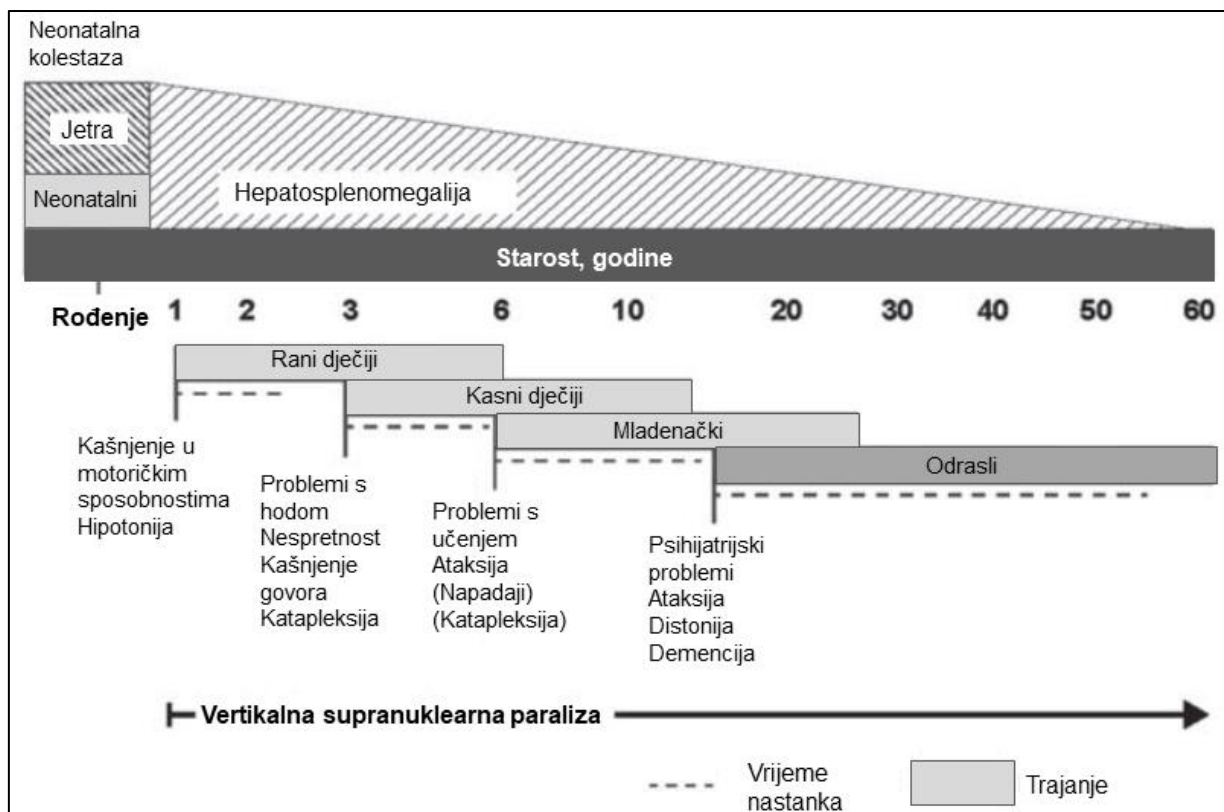 Neonatalna
kolestaza
Jetra
Neonatalni
Hepatosplenomegalija
Starost, godine
Rođenje 1 2 3 6 10 20 30 40 50 60
Rani dječiji
Kasni dječiji
Mladenački
Odrasli
Kašnjenje u
motoričkim
sposobnostima
Hipotonija
Problemi s
hodom
Nespretnost
Kašnjenje
govora
Katapleksija
Problemi s
učenjem
Ataksija
(Napadaji)
(Katapleksija)
Psihijatrijski
problemi
Ataksija
Distonija
Demencija
Vertikalna supranuklearna paraliza
Vrijeme
nastanka
Trajanje